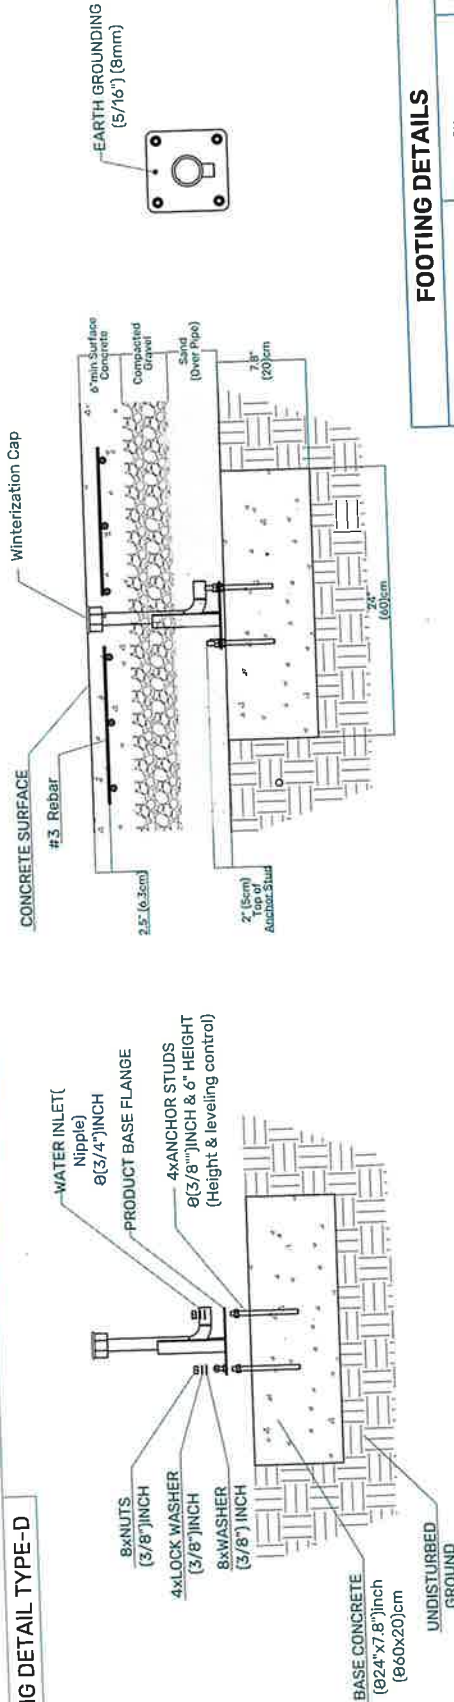 NG DETAIL TYPE-D
WATER INLET(
Nipple)
θ(3/4")INCH
PRODUCT BASE FLANGE
4xANCHOR STUDS
θ(3/8"")INCH & 6" HEIGHT
(Height & leveling control)
8xNUTS
(3/8")INCH
4xLOCK WASHER
(3/8")INCH
8xWASHER
(3/8") INCH
BASE CONCRETE
(θ24"x7.8")inch
(θ60x20)cm
UNDISTURBED
GROUND
CONCRETE SURFACE
#3 Rebar
Winterization Cap
2.5" (6.3cm)
2" (5cm)
Top of
Anchor Stud
6"min Surface
Concrete
Compacted
Gravel
Sand
(Over Pipe)
7.8"
(20)cm
24"
(60)cm
EARTH GROUNDING
(5/16") (8mm)
FOOTING DETAILS